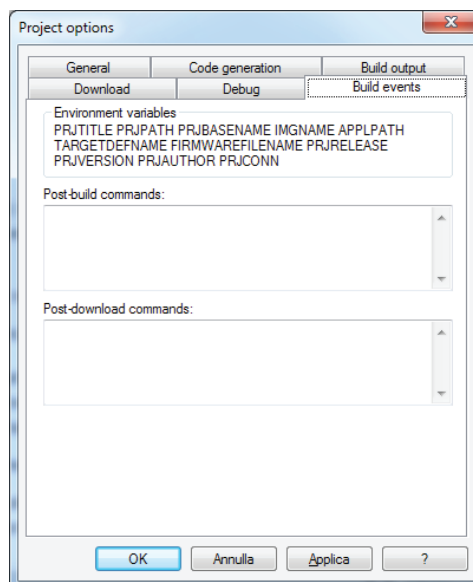 Project options
x
General Code generation Build output
Download Debug Build events
Environment variables
PRJTITLE PRJPATH PRJBASENAME IMGNAME APPLPATH
TARGETDEFNAME FIRMWAREFILENAME PRJRELEASE
PRJVERSION PRJAUTHOR PRJCONN
Post-build commands:
Post-download commands:
OK Annulla Applica ?